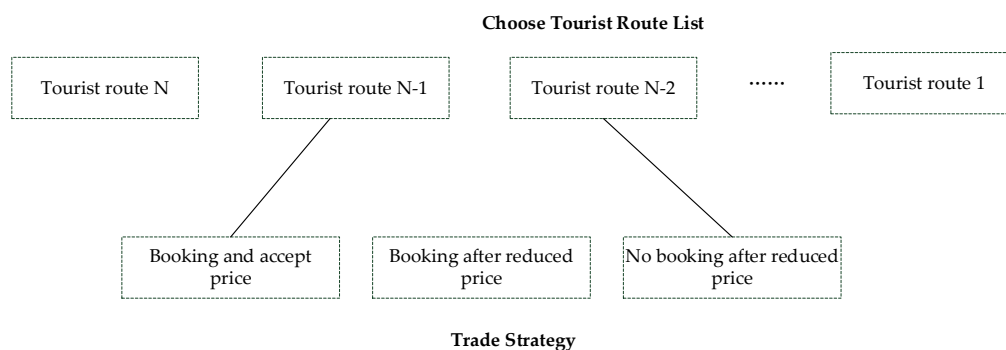 Choose Tourist Route List
Tourist route N
Tourist route N-1
Tourist route N-2
......
Tourist route 1
Booking and accept
price
Booking after reduced
price
No booking after reduced
price
Trade Strategy